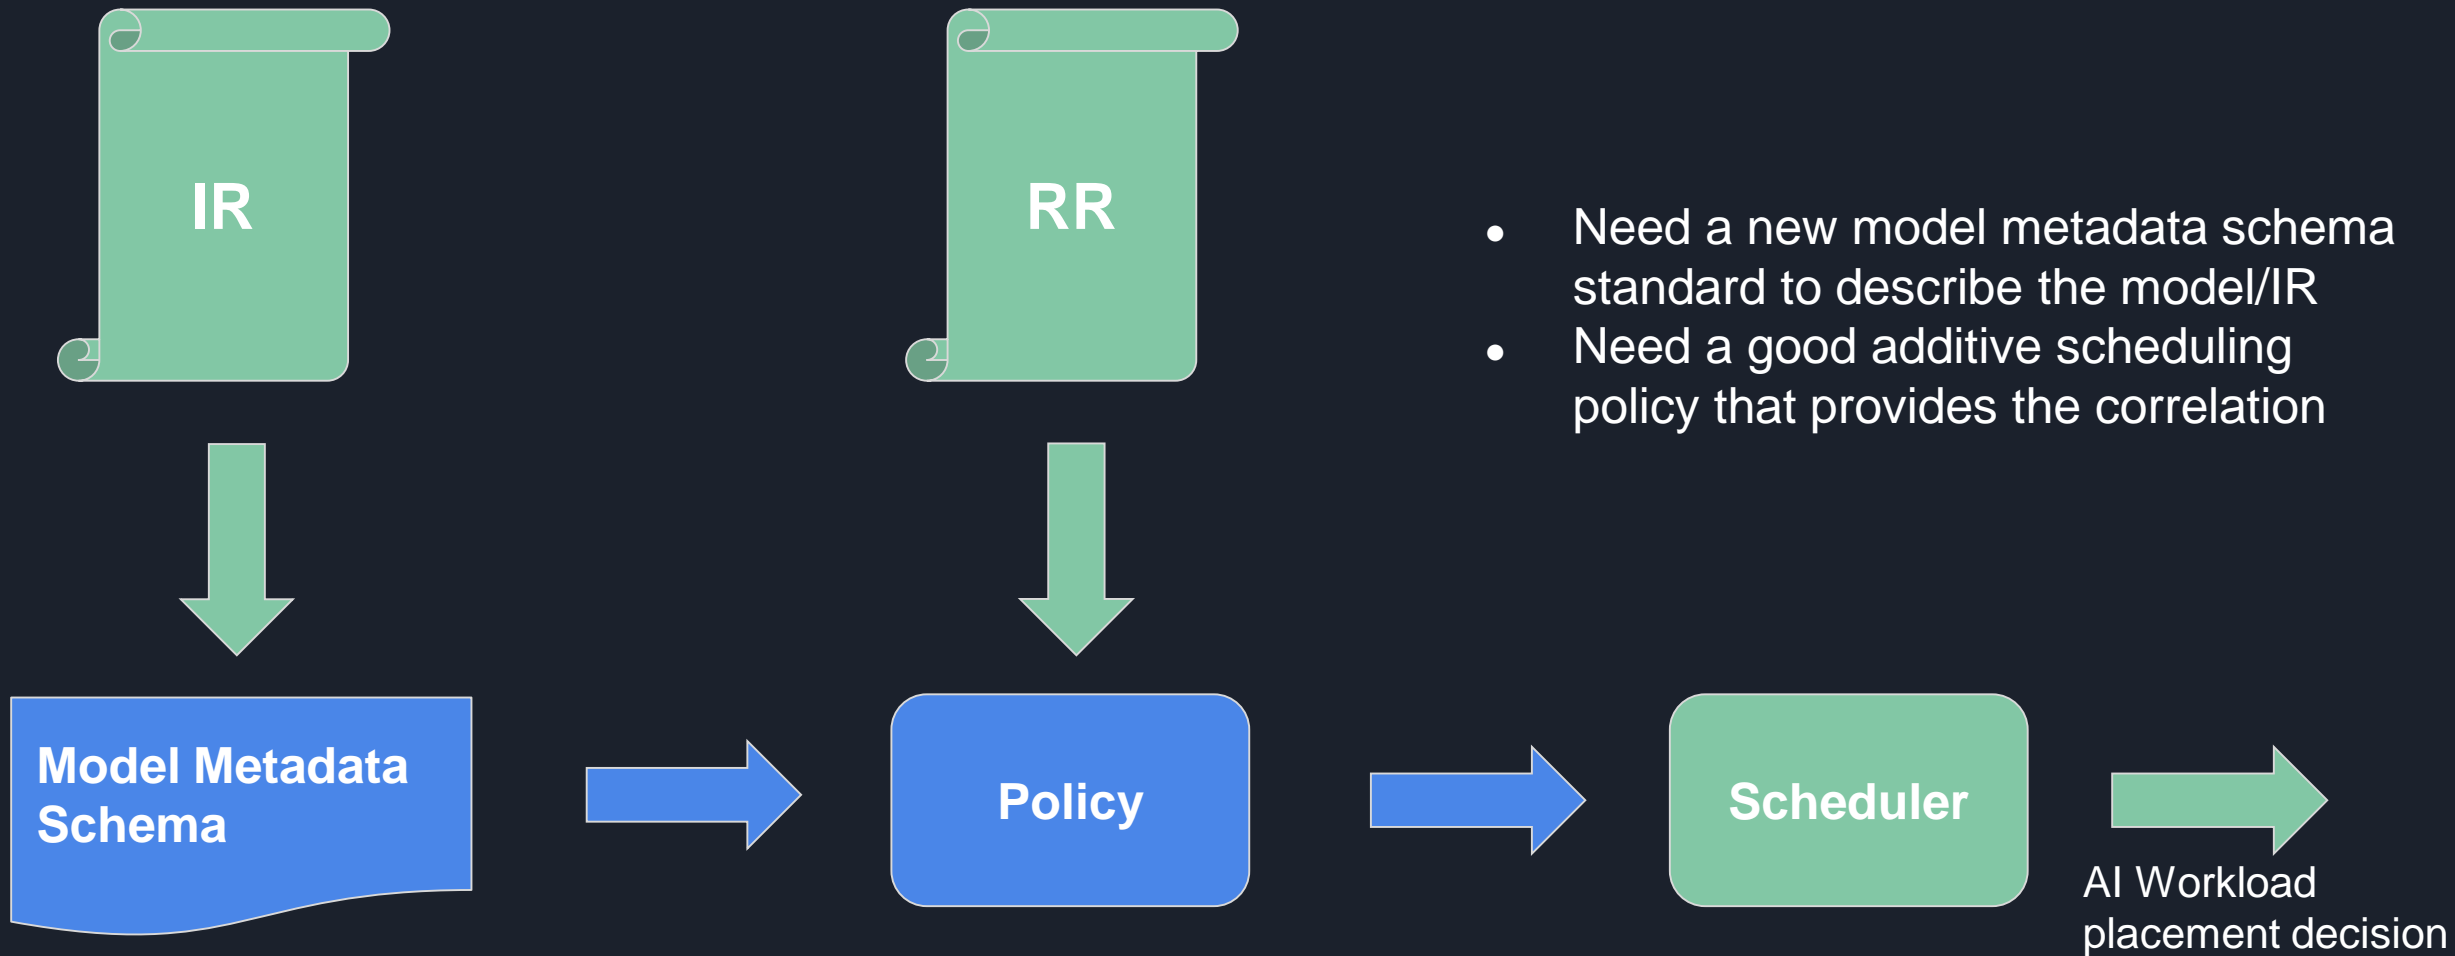 IR
RR
● Need a new model metadata schema
standard to describe the model/IR
● Need a good additive scheduling
policy that provides the correlation
Model Metadata
Schema
Policy
Scheduler
AI Workload
placement decision